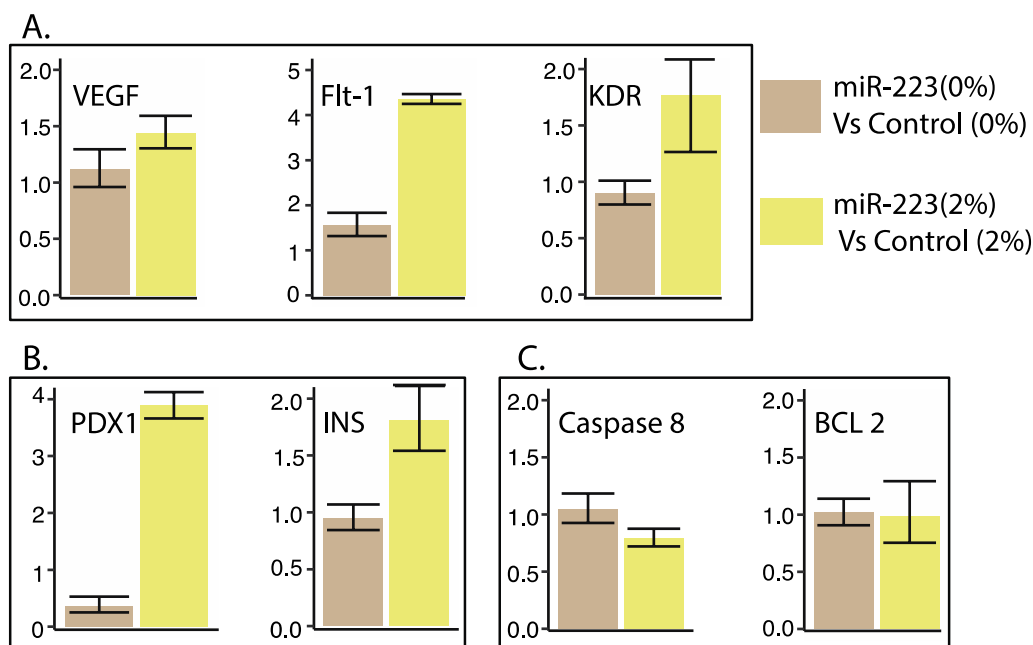 A.
2.0
1.5
1.0
0.5
0.0
VEGF
5
4
3
2
1
0
Flt-1
2.0
1.5
1.0
0.5
0.0
KDR
miR-223(0%)
Vs Control (0%)
miR-223(2%)
Vs Control (2%)
B.
4
3
2
1
0
PDX1
2.0
1.5
1.0
0.5
0.0
INS
C.
2.0
1.5
1.0
0.5
0.0
Caspase 8
2.0
1.5
1.0
0.5
0.0
BCL 2